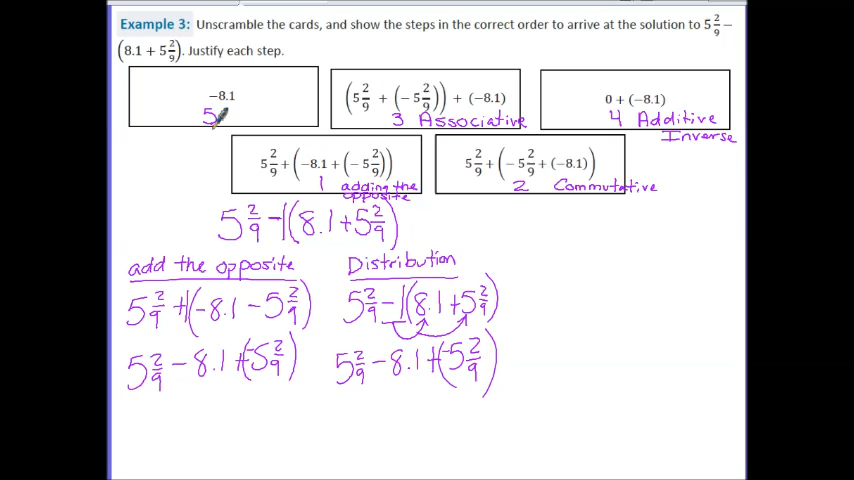 Example 3: Unscramble the cards, and show the steps in the correct order to arrive at the solution to 5 2/9 −
(8.1 + 5 2/9). Justify each step.
−8.1
5
(5 2/9 + (−5 2/9)) + (−8.1)
3 Associative
0 + (−8.1)
4 Additive
Inverse
5 2/9 + (−8.1 + (−5 2/9))
1 adding the
opposite
5 2/9 + (−5 2/9 + (−8.1))
2 Commutative
5 2/9 −1(8.1+5 2/9)
add the opposite
5 2/9 +1(−8.1 −5 2/9)
5 2/9 − 8.1 +(−5 2/9)
Distribution
5 2/9 −1(8.1+5 2/9)
5 2/9 − 8.1+(−5 2/9)